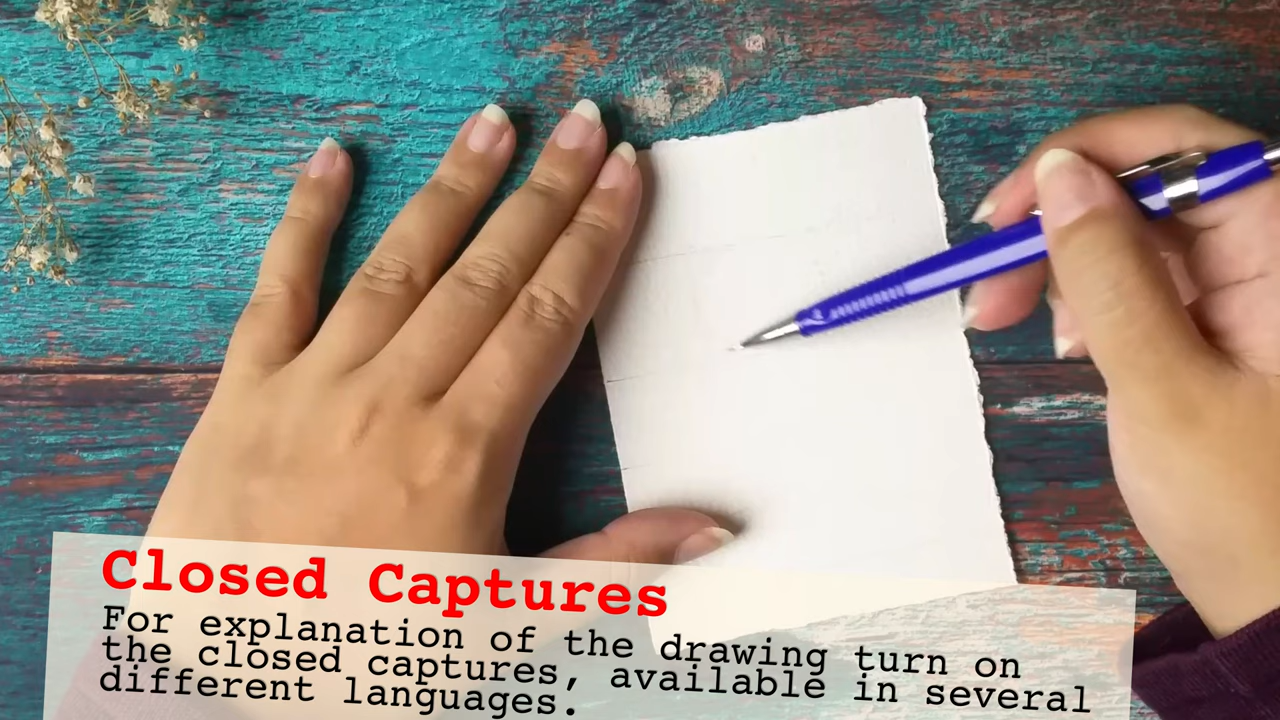 Closed Captures
For explanation of the drawing turn on
the closed captures, available in several
different languages.